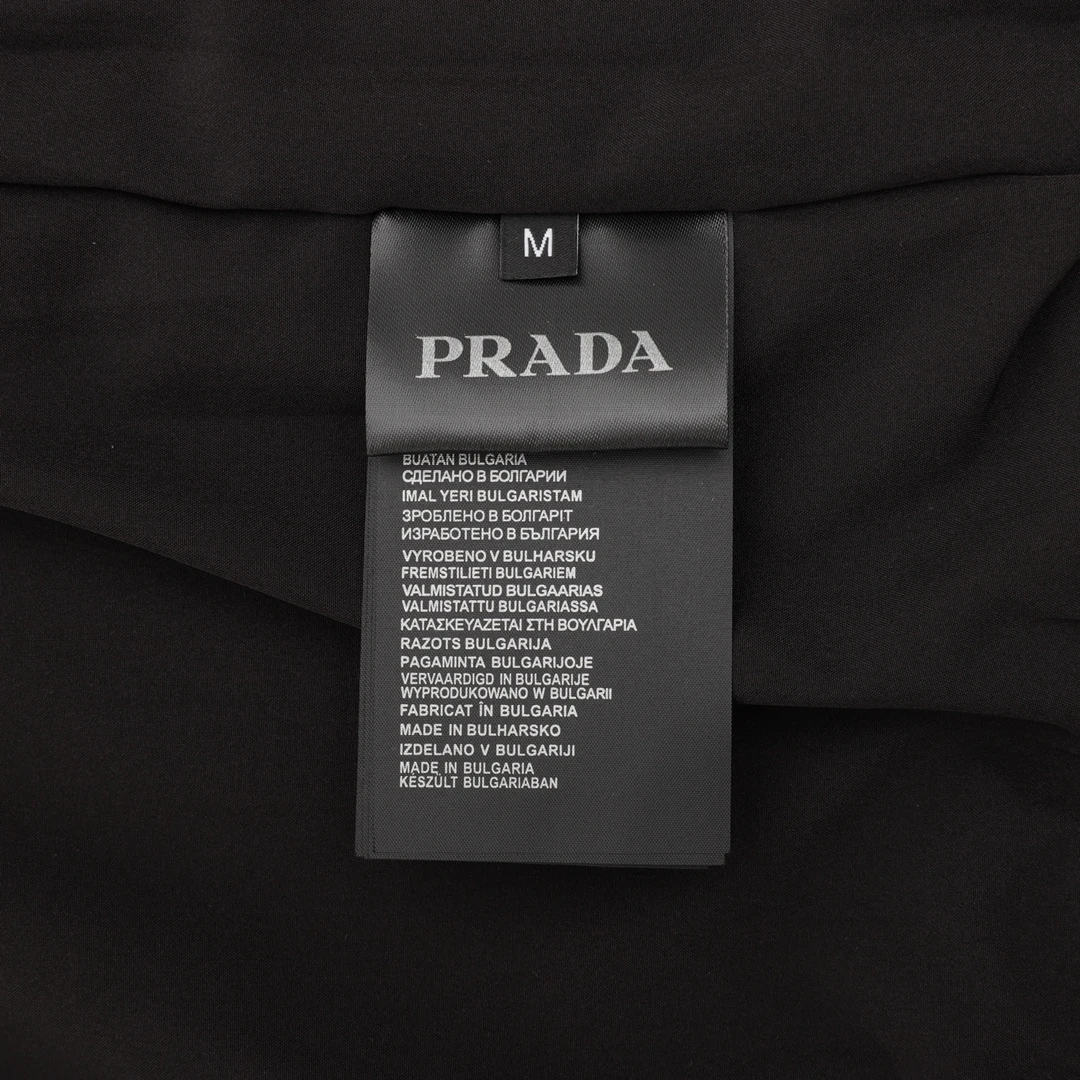 M
PRADA
BUATAN BULGARIA
СДЕЛАНО В БОЛГАРИИ
IMAL YERI BULGARISTAM
ЗРОБЛЕНО В БОЛГАРІТ
ИЗРАБОТЕНО В БЪЛГАРИЯ
VYROBENO V BULHARSKU
FREMSTILIETI BULGARIEM
VALMISTATUD BULGAARIAS
VALMISTATTU BULGARIASSA
ΚΑΤΑΣΚΕΥΑΖΕΤΑΙ ΣΤΗ ΒΟΥΛΓΑΡΙΑ
RAZOTS BULGARIJA
PAGAMINTA BULGARIJOJE
VERVAARDIGD IN BULGARIJE
WYPRODUKOWANO W BULGARII
FABRICAT ÎN BULGARIA
MADE IN BULHARSKO
IZDELANO V BULGARIJI
MADE IN BULGARIA
KÉSZÜLT BULGARIABAN